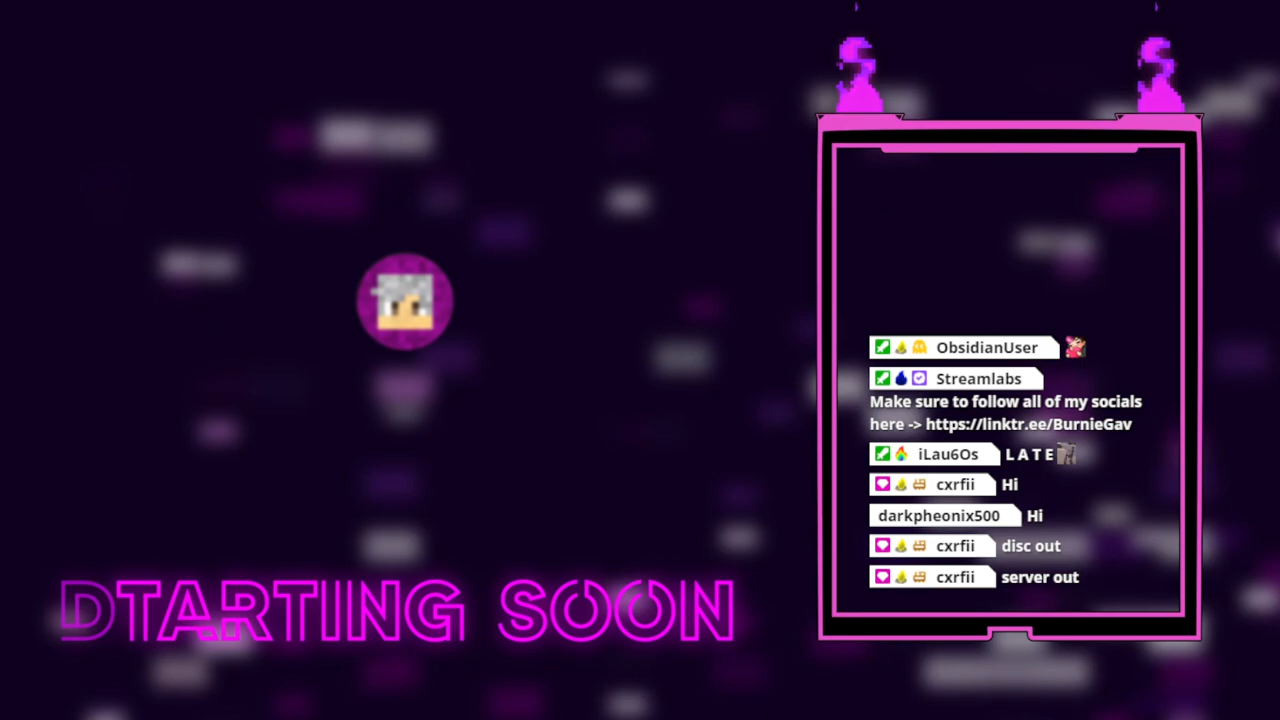 ObsidianUser
Streamlabs
Make sure to follow all of my socials
here -> https://linktr.ee/BurnieGav
iLau6Os L A T E
cxrfii Hi
darkpheonix500 Hi
cxrfii disc out
cxrfii server out
DTARTING SOON